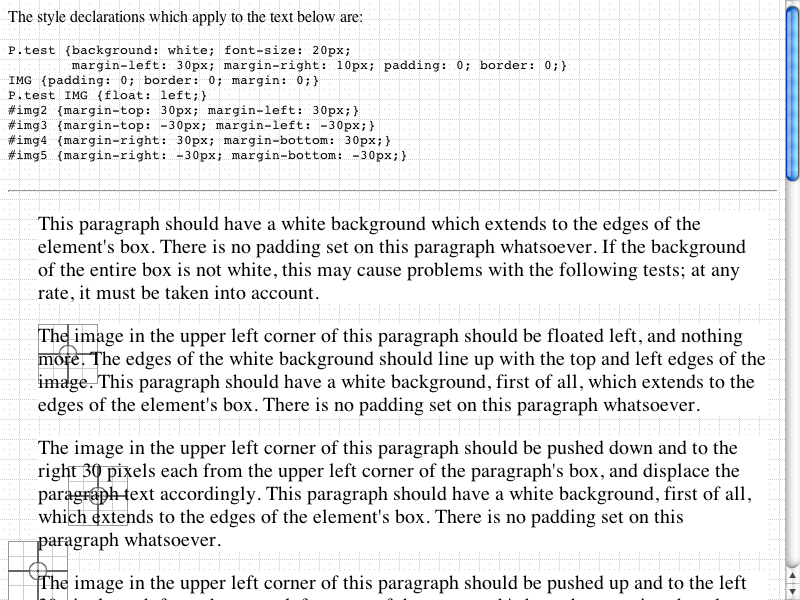 The style declarations which apply to the text below are:
P.test {background: white; font-size: 20px;
margin-left: 30px; margin-right: 10px; padding: 0; border: 0;}
IMG {padding: 0; border: 0; margin: 0;}
P.test IMG {float: left;}
#img2 {margin-top: 30px; margin-left: 30px;}
#img3 {margin-top: -30px; margin-left: -30px;}
#img4 {margin-right: 30px; margin-bottom: 30px;}
#img5 {margin-right: -30px; margin-bottom: -30px;}
This paragraph should have a white background which extends to the edges of the
element's box. There is no padding set on this paragraph whatsoever. If the background
of the entire box is not white, this may cause problems with the following tests; at any
rate, it must be taken into account.
The image in the upper left corner of this paragraph should be floated left, and nothing
more. The edges of the white background should line up with the top and left edges of the
image. This paragraph should have a white background, first of all, which extends to the
edges of the element's box. There is no padding set on this paragraph whatsoever.
The image in the upper left corner of this paragraph should be pushed down and to the
right 30 pixels each from the upper left corner of the paragraph's box, and displace the
paragraph text accordingly. This paragraph should have a white background, first of all,
which extends to the edges of the element's box. There is no padding set on this
paragraph whatsoever.
The image in the upper left corner of this paragraph should be pushed up and to the left